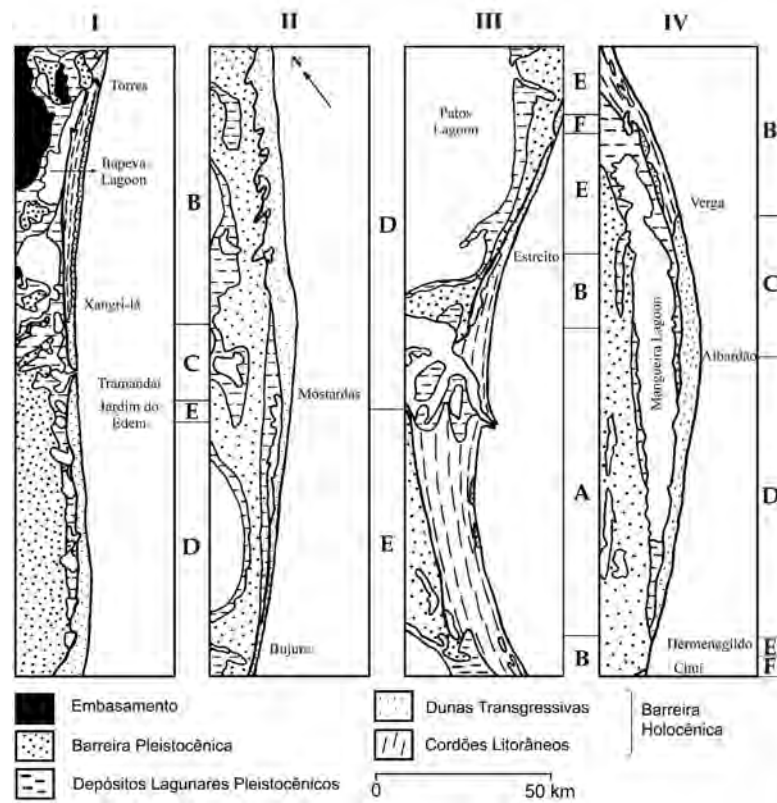 I II III IV
N
Torres
Itapeva
Lagoon
Xangri-lá
Tramandaí
Jardim do
Edem
B
C
E
D
Mostardas
Bujuru
D
E
Patos
Lagoon
Estreito
E
F
E
B
A
B
Verga
Mangueira Lagoon
Albardão
Hermenegildo
Chuí
B
C
D
E
F
Embasamento
Barreira Pleistocênica
Depósitos Lagunares Pleistocênicos
Dunas Transgressivas
Cordões Litorâneos
Barreira
Holocênica
0 50 km